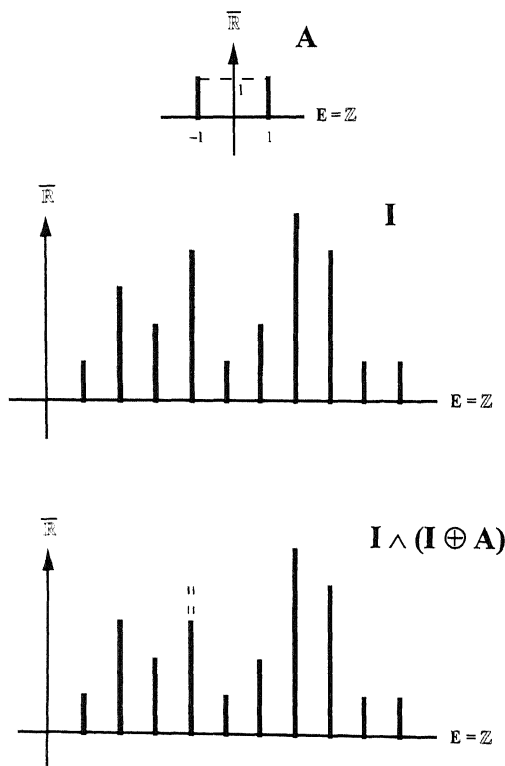 ℝ̅ A
1
E = ℤ
−1 1
ℝ̅ I
E = ℤ
ℝ̅ I ∧ (I ⊕ A)
E = ℤ